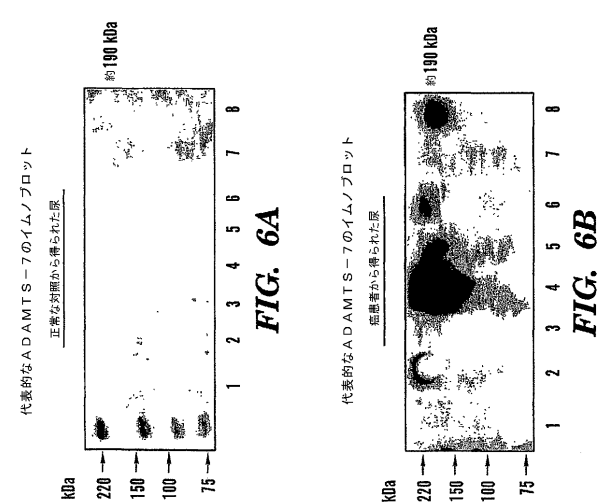 代表的なADAMTS-7のイムノブロット
正常な対照から得られた尿
kDa
220
150
100
75
約190 kDa
1 2 3 4 5 6 7 8
FIG. 6A
代表的なADAMTS-7のイムノブロット
癌患者から得られた尿
kDa
220
150
100
75
約190 kDa
1 2 3 4 5 6 7 8
FIG. 6B